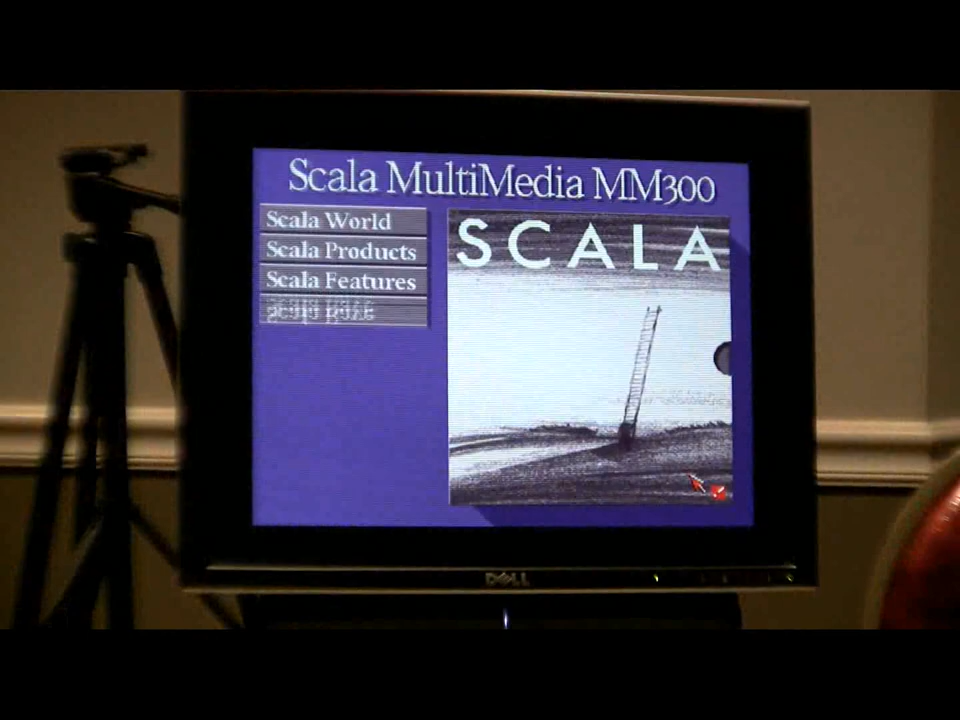 Scala MultiMedia MM300
Scala World
Scala Products
Scala Features
SCALA
DELL